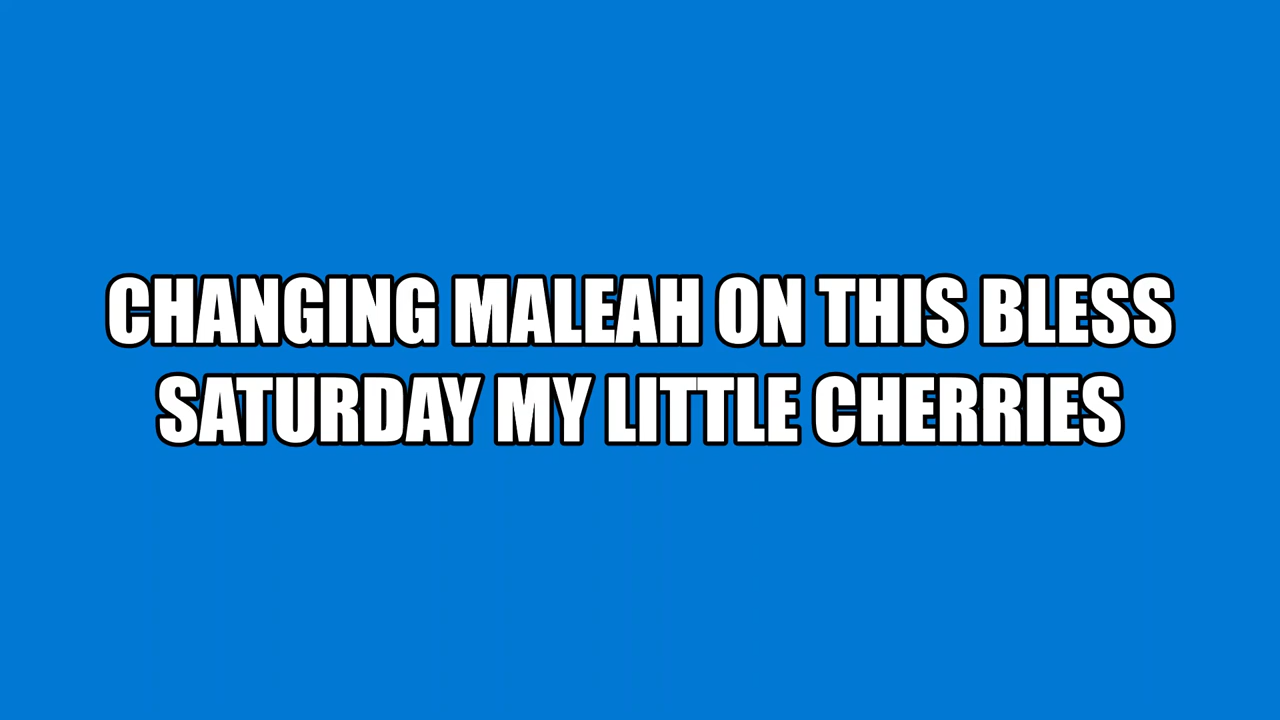 CHANGING MALEAH ON THIS BLESS
SATURDAY MY LITTLE CHERRIES